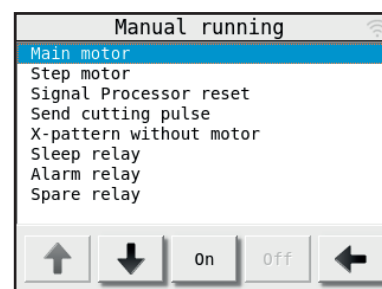 Manual running
Main motor
Step motor
Signal Processor reset
Send cutting pulse
X-pattern without motor
Sleep relay
Alarm relay
Spare relay
On
Off